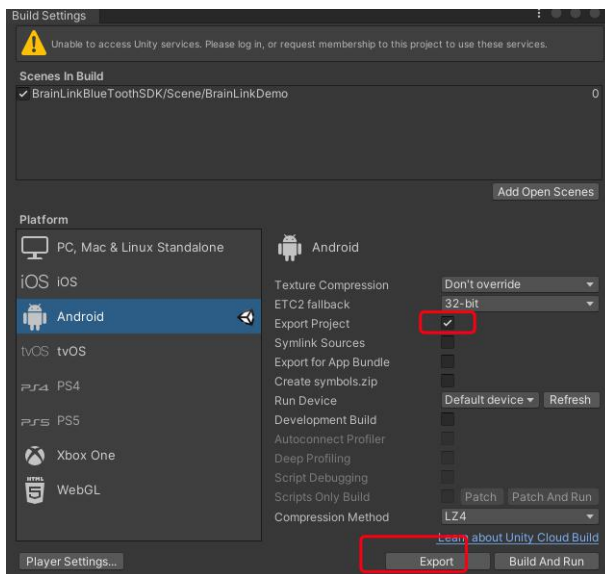 Build Settings
Unable to access Unity services. Please log in, or request membership to this project to use these services.
Scenes In Build
BrainLinkBlueToothSDK/Scene/BrainLinkDemo 0
Add Open Scenes
Platform
PC, Mac & Linux Standalone
iOS iOS
Android
tvOS tvOS
PS4 PS4
PS5 PS5
Xbox One
HTML 5 WebGL
Android
Texture Compression Don't override
ETC2 fallback 32-bit
Export Project
Symlink Sources
Export for App Bundle
Create symbols.zip
Run Device Default device Refresh
Development Build
Autoconnect Profiler
Deep Profiling
Script Debugging
Scripts Only Build Patch Patch And Run
Compression Method LZ4
Learn about Unity Cloud Build
Player Settings... Export Build And Run